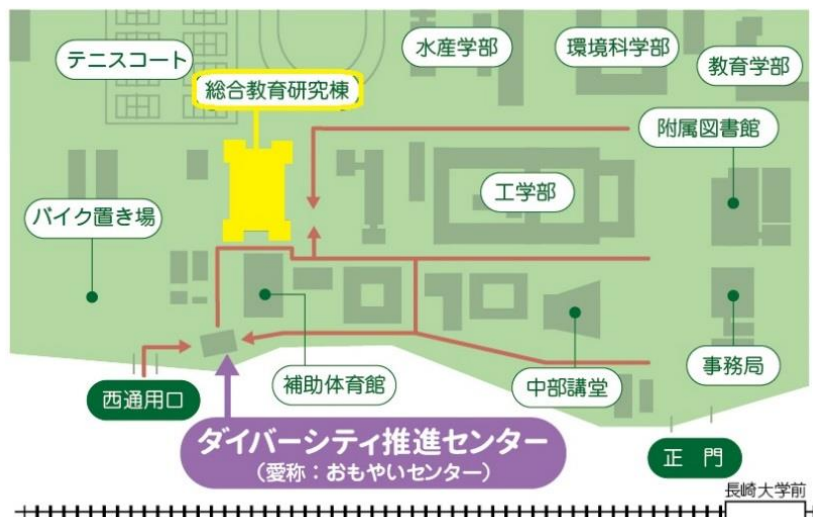 水産学部
環境科学部
テニスコート
教育学部
総合教育研究棟
附属図書館
工学部
バイク置き場
事務局
補助体育館
中部講堂
西通用口
ダイバーシティ推進センター
(愛称：おもやいセンター)
正　門
長崎大学前